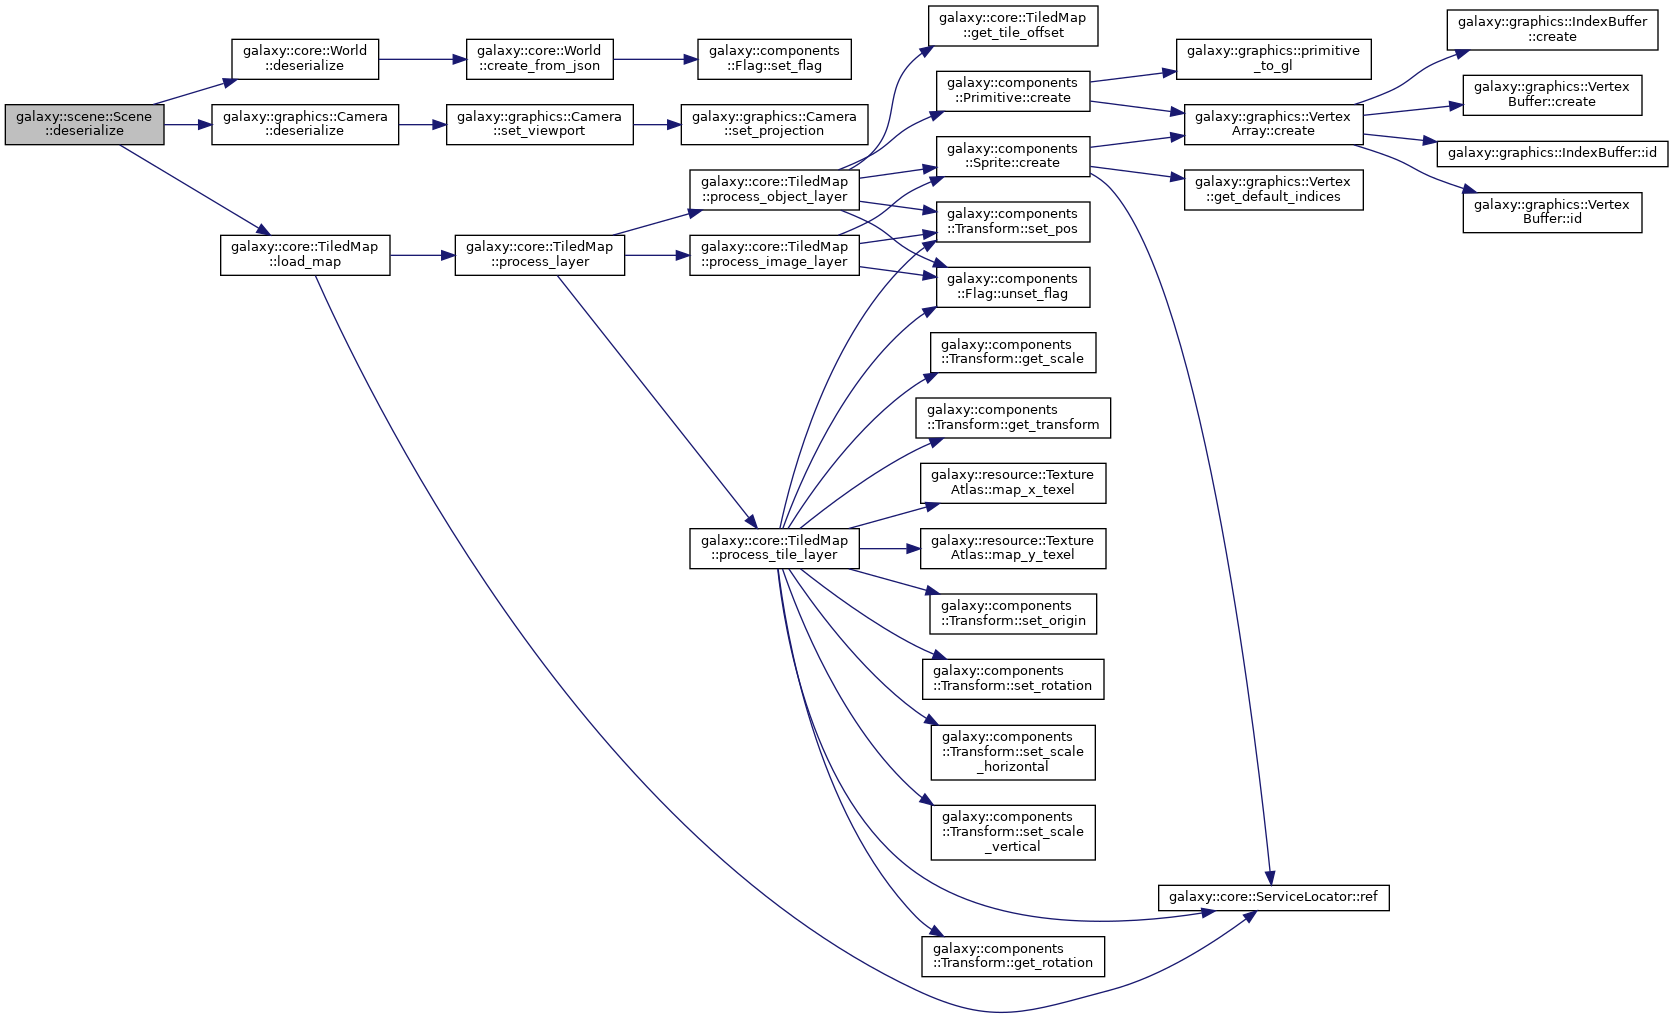 galaxy::scene::Scene
::deserialize
galaxy::core::World
::deserialize
galaxy::core::World
::create_from_json
galaxy::components
::Flag::set_flag
galaxy::graphics::Camera
::deserialize
galaxy::graphics::Camera
::set_viewport
galaxy::graphics::Camera
::set_projection
galaxy::core::TiledMap
::load_map
galaxy::core::TiledMap
::process_layer
galaxy::core::TiledMap
::process_object_layer
galaxy::core::TiledMap
::process_image_layer
galaxy::core::TiledMap
::process_tile_layer
galaxy::core::TiledMap
::get_tile_offset
galaxy::components
::Primitive::create
galaxy::components
::Sprite::create
galaxy::components
::Transform::set_pos
galaxy::components
::Flag::unset_flag
galaxy::components
::Transform::get_scale
galaxy::components
::Transform::get_transform
galaxy::resource::Texture
Atlas::map_x_texel
galaxy::resource::Texture
Atlas::map_y_texel
galaxy::components
::Transform::set_origin
galaxy::components
::Transform::set_rotation
galaxy::components
::Transform::set_scale
_horizontal
galaxy::components
::Transform::set_scale
_vertical
galaxy::components
::Transform::get_rotation
galaxy::graphics::primitive
_to_gl
galaxy::graphics::Vertex
Array::create
galaxy::graphics::Vertex
::get_default_indices
galaxy::core::ServiceLocator::ref
galaxy::graphics::IndexBuffer
::create
galaxy::graphics::Vertex
Buffer::create
galaxy::graphics::IndexBuffer::id
galaxy::graphics::Vertex
Buffer::id